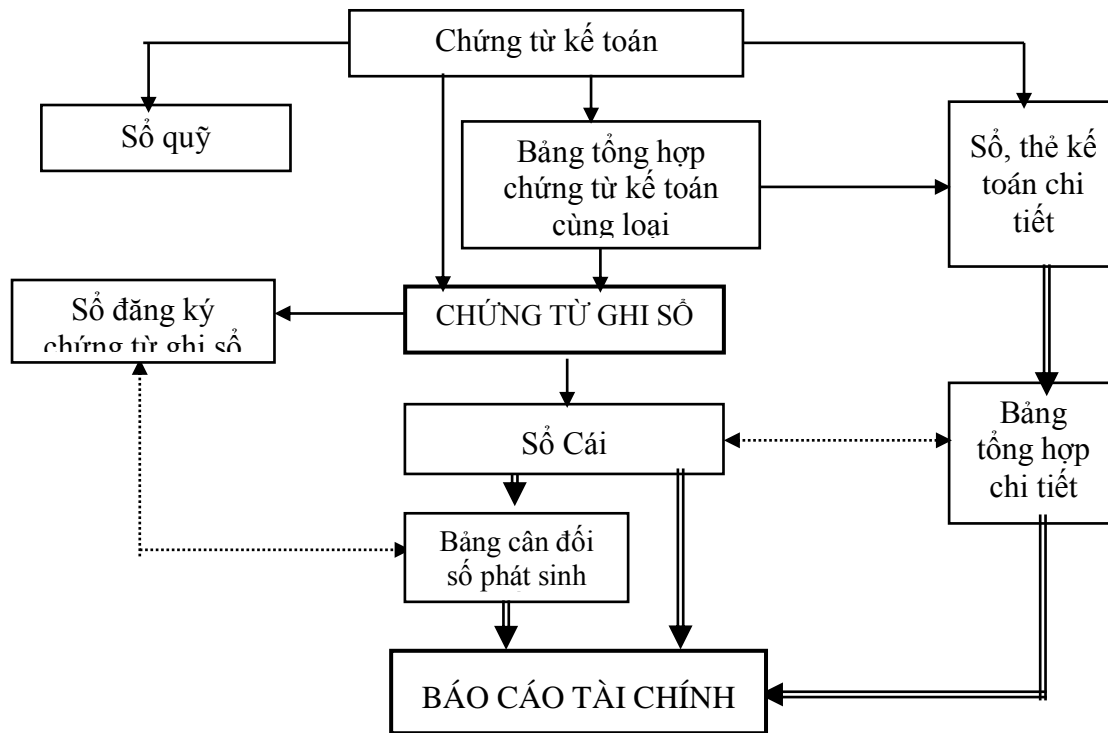 Chứng từ kế toán
Sổ quỹ
Bảng tổng hợp
chứng từ kế toán
cùng loại
Sổ, thẻ kế
toán chi
tiết
Sổ đăng ký
chứng từ ghi sổ
CHỨNG TỪ GHI SỔ
Sổ Cái
Bảng
tổng hợp
chi tiết
Bảng cân đối
số phát sinh
BÁO CÁO TÀI CHÍNH